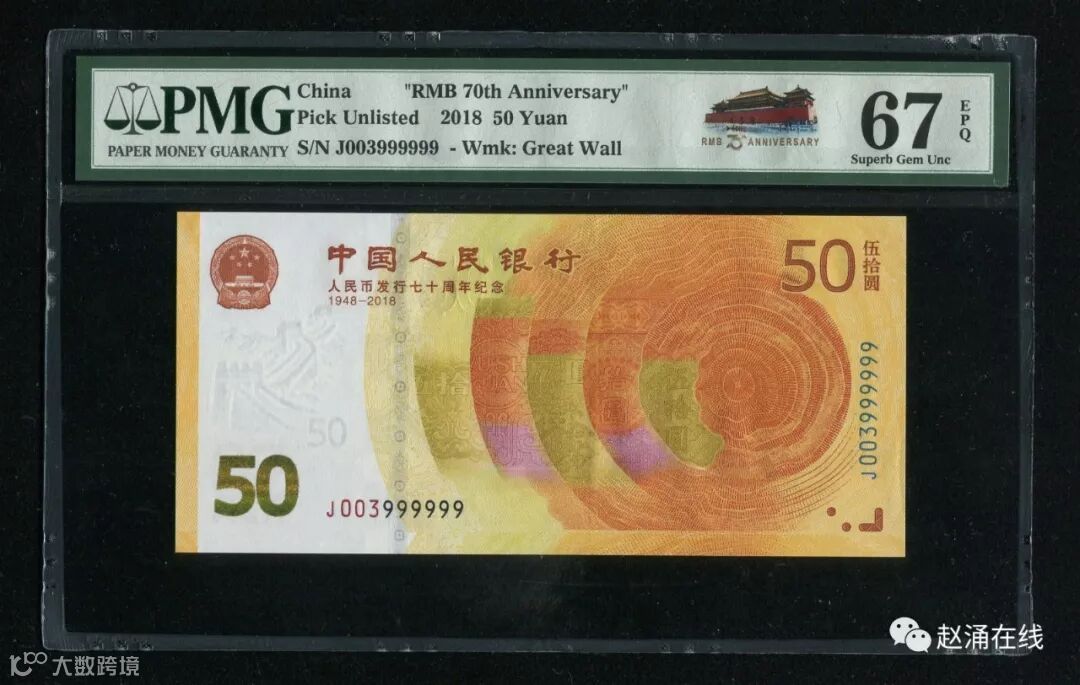 PMG
PAPER MONEY GUARANTY
China "RMB 70th Anniversary"
Pick Unlisted 2018 50 Yuan
S/N J003999999 - Wmk: Great Wall
RMB 70th ANNIVERSARY
67
EPQ
Superb Gem Unc
中国人民银行
人民币发行七十周年纪念
1948-2018
50
伍拾圆
50
50
J003999999
J003999999
赵涌在线
大数跨境